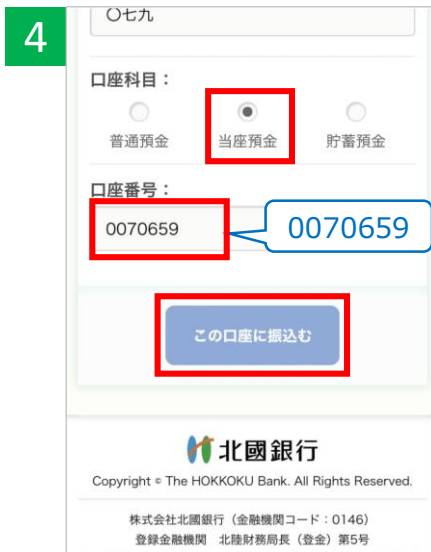 4
〇七九
口座科目：
普通預金 当座預金 貯蓄預金
口座番号：
0070659 0070659
この口座に振込む
北國銀行
Copyright © The HOKKOKU Bank. All Rights Reserved.
株式会社北國銀行（金融機関コード：0146）
登録金融機関 北陸財務局長（登金）第5号